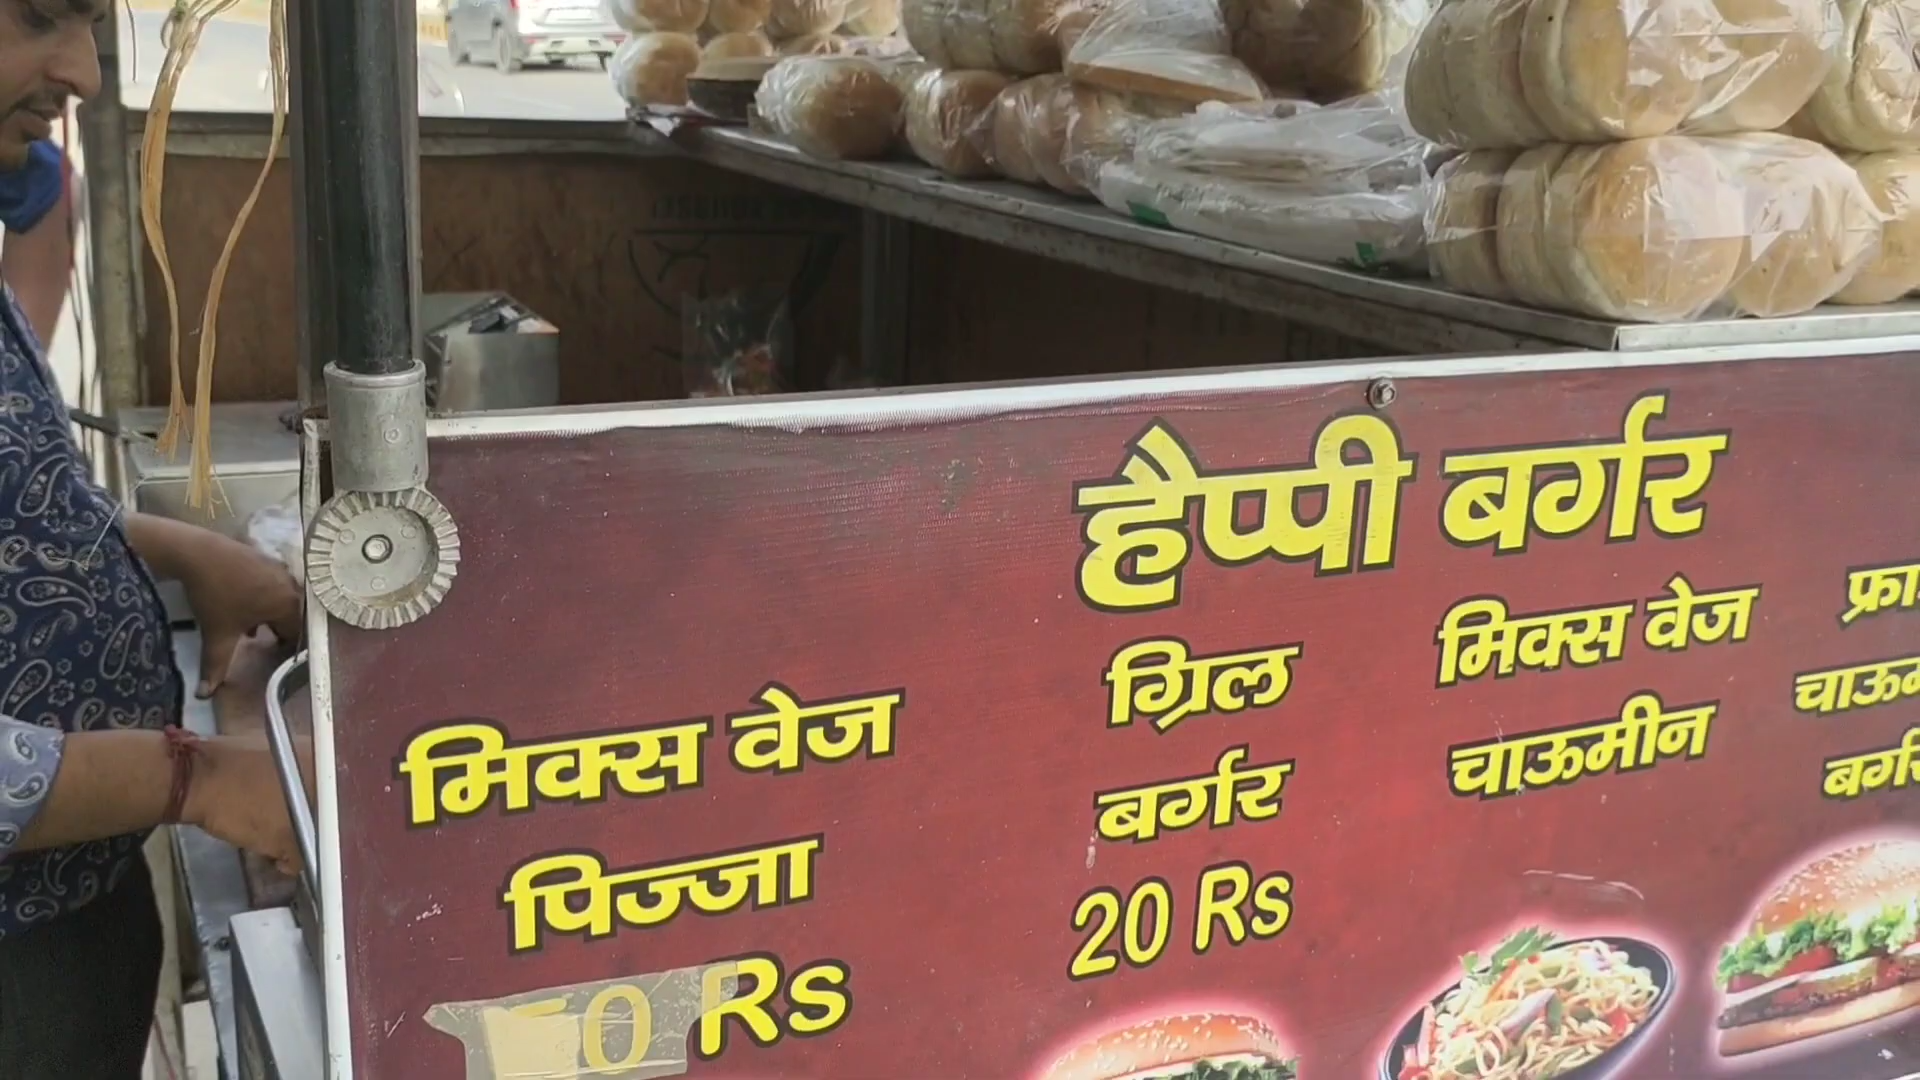 हैप्पी बर्गर
मिक्स वेज
पिज्जा
Rs
ग्रिल
बर्गर
20 Rs
मिक्स वेज
चाऊमीन